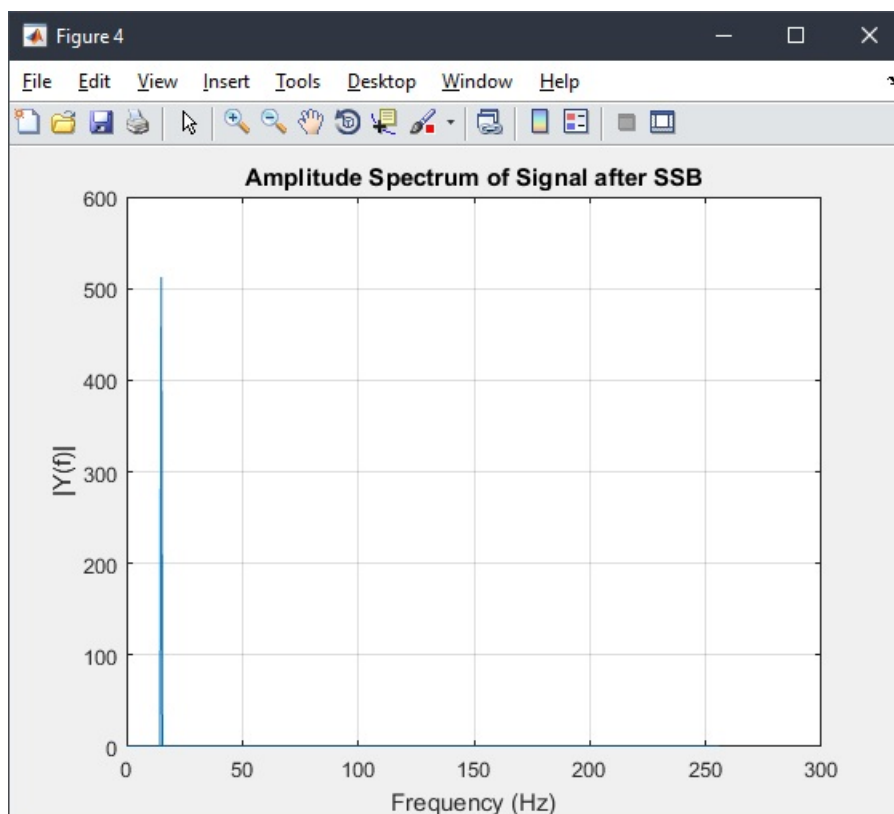 Figure 4
File Edit View Insert Tools Desktop Window Help
Amplitude Spectrum of Signal after SSB
600
500
400
300
200
100
0
|Y(f)|
0 50 100 150 200 250 300
Frequency (Hz)